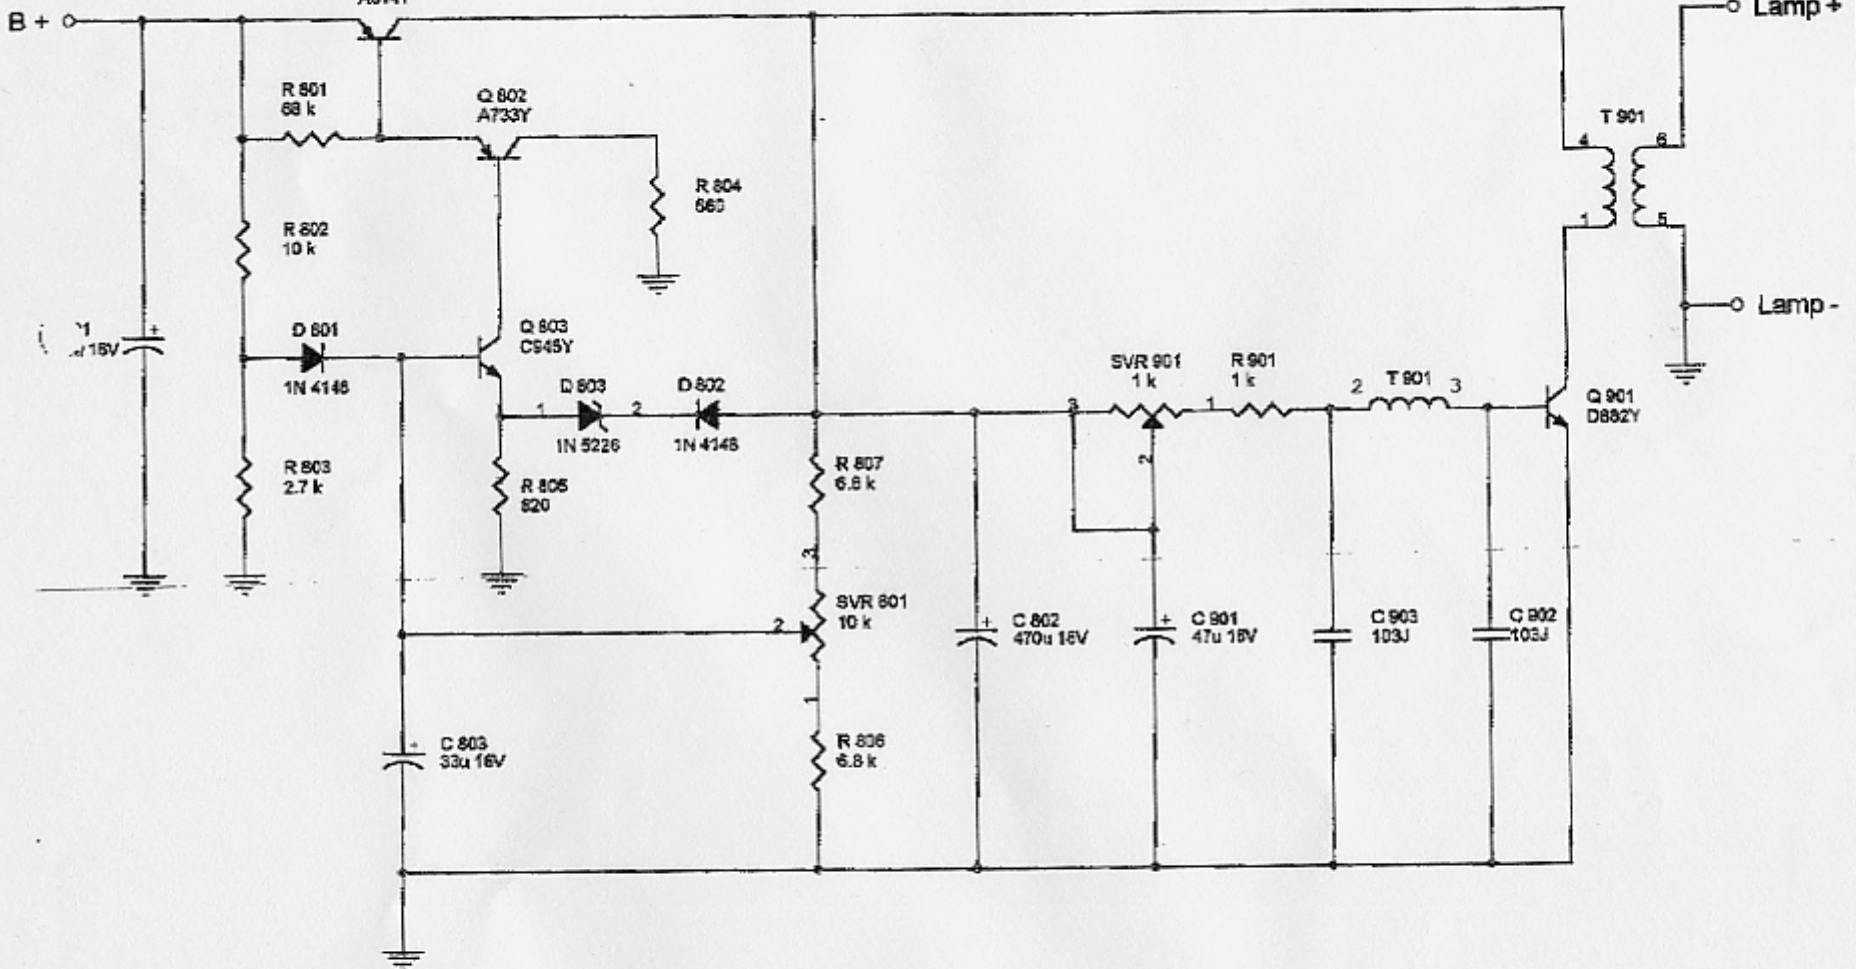 B +
Lamp +
R 801
68 k
Q 802
A733Y
T 901
4
6
R 804
R 802
10 k
1
5
16V
+
D 801
1N 4148
Q 803
C945Y
Lamp -
D 803
1
2
1N 5226
D 802
1N 4148
SVR 901
1 k
3
1
2
R 901
1 k
2
T 901
3
Q 901
D882Y
R 803
2.7 k
R 805
820
R 807
6.8 k
3
SVR 801
10 k
2
1
+
C 802
470u 16V
+
C 901
47u 16V
C 903
103J
C 902
103J
+
C 803
33u 16V
R 806
6.8 k